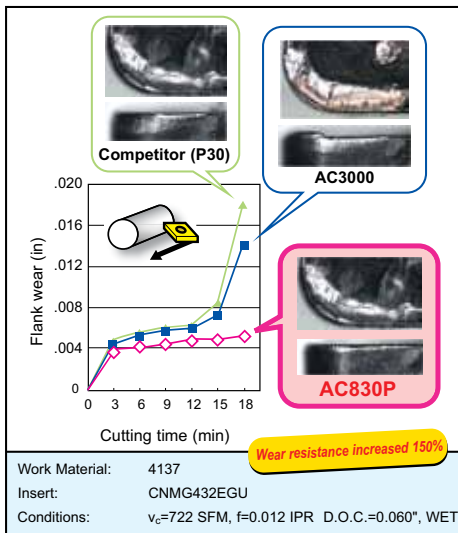 Competitor (P30)
AC3000
.020
.016
.012
.008
.004
0
Flank wear (in)
0 3 6 9 12 15 18
Cutting time (min)
AC830P
Wear resistance increased 150%
Work Material: 4137
Insert: CNMG432EGU
Conditions: vc=722 SFM, f=0.012 IPR D.O.C.=0.060", WET